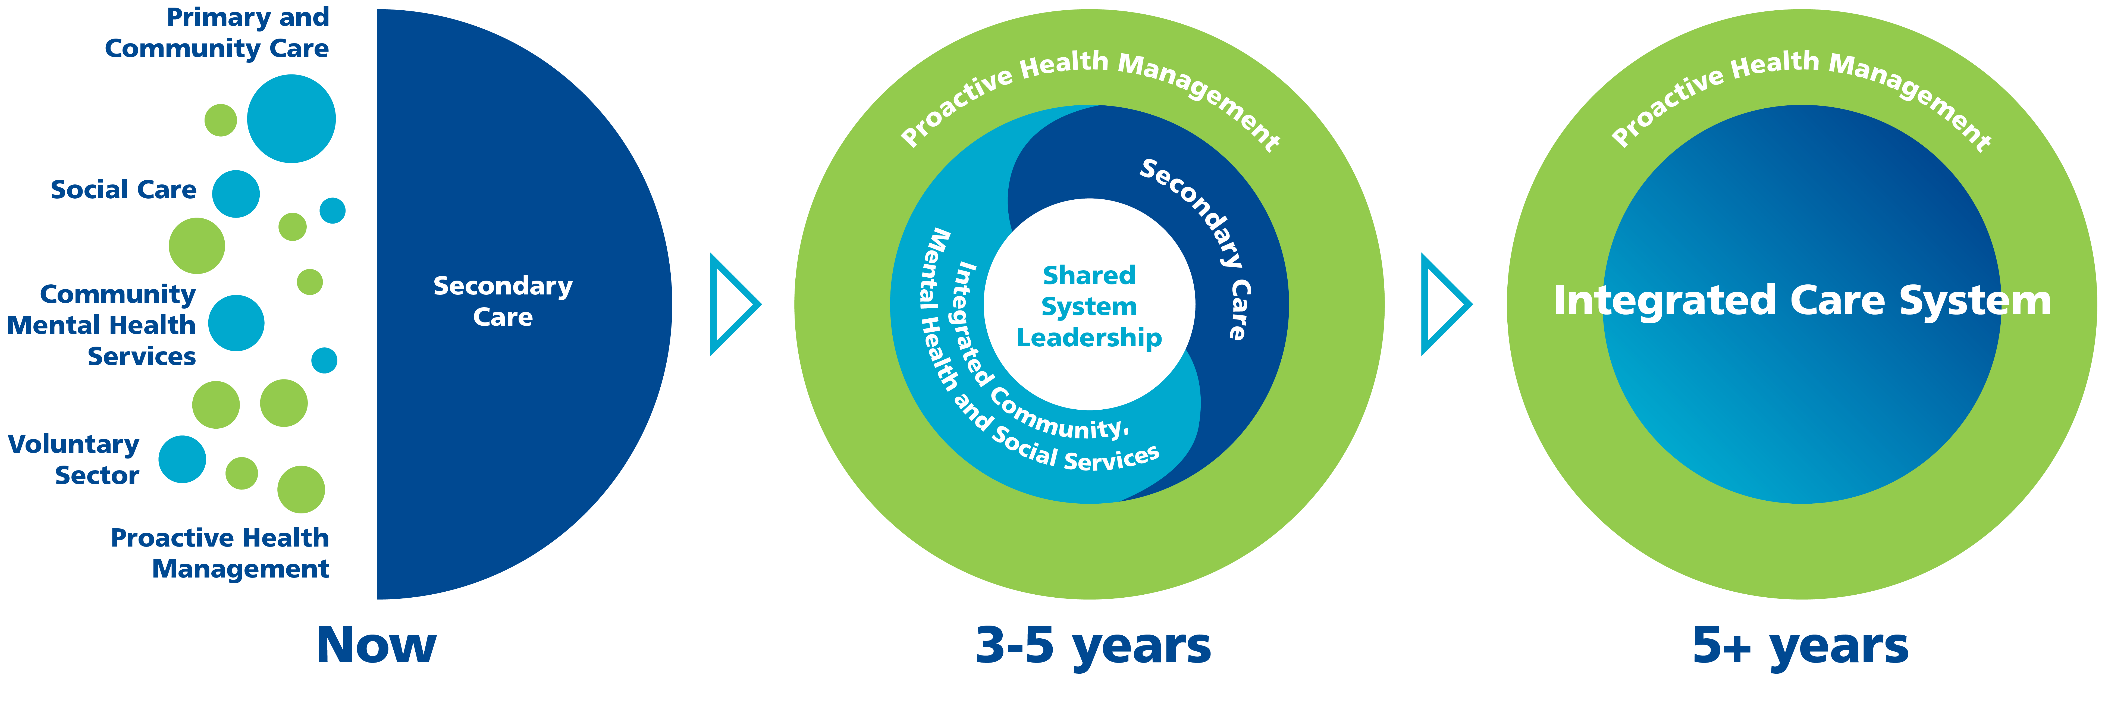 Primary and
Community Care
Social Care
Community
Mental Health
Services
Voluntary
Sector
Proactive Health
Management
Secondary
Care
Now
Proactive Health Management
Secondary Care
Integrated Community,
Mental Health and Social Services
Shared
System
Leadership
3-5 years
Proactive Health Management
Integrated Care System
5+ years